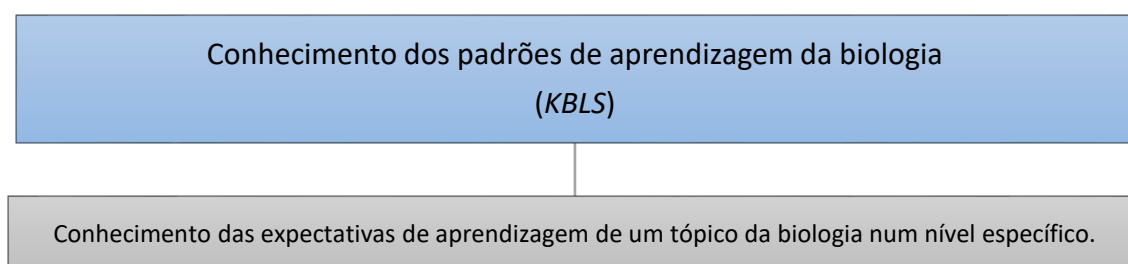 Conhecimento dos padrões de aprendizagem da biologia
(KBLS)
Conhecimento das expectativas de aprendizagem de um tópico da biologia num nível específico.